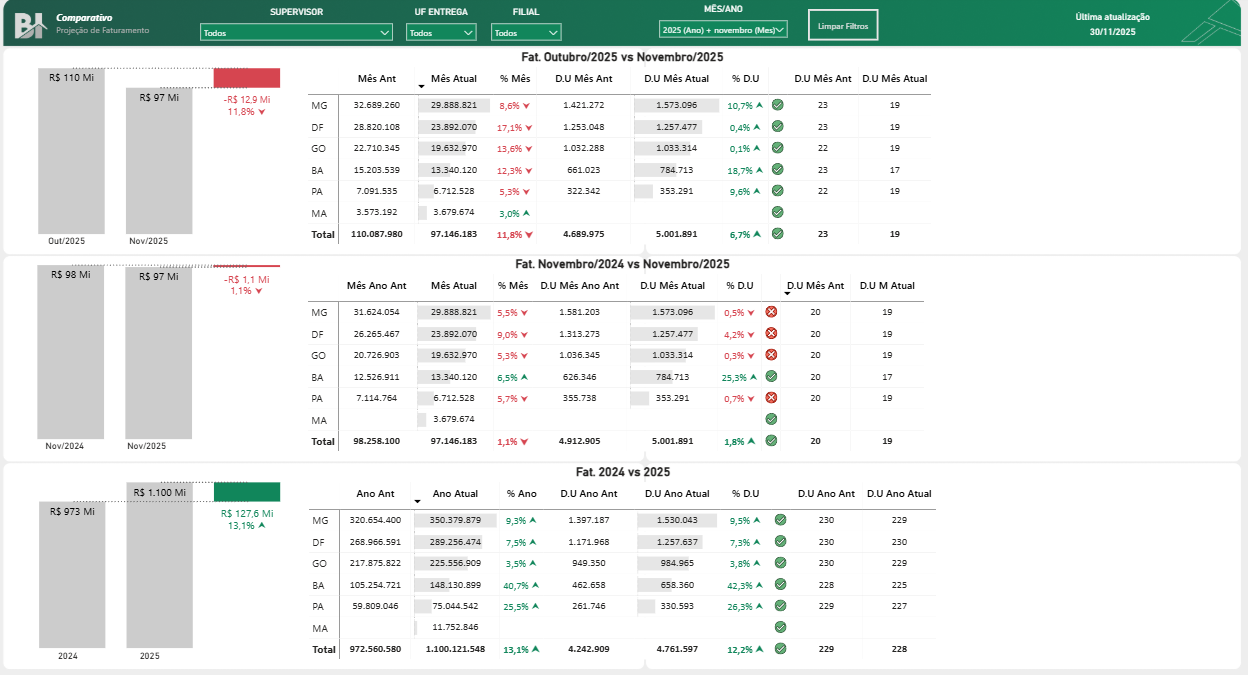 BI Comparativo
Projeção de Faturamento
SUPERVISOR
Todos
UF ENTREGA
Todos
FILIAL
Todos
MÊS/ANO
2025 (Ano) + novembro (Mes)
Limpar Filtros
Última atualização
30/11/2025
Fat. Outubro/2025 vs Novembro/2025
R$ 110 Mi
R$ 97 Mi
-R$ 12,9 Mi
11,8%
Out/2025 Nov/2025
Mês Ant Mês Atual % Mês D.U Mês Ant D.U Mês Atual % D.U D.U Mês Ant D.U Mês Atual
MG 32.689.260 29.888.821 8,6% 1.421.272 1.573.096 10,7% 23 19
DF 28.820.108 23.892.070 17,1% 1.253.048 1.257.477 0,4% 23 19
GO 22.710.345 19.632.970 13,6% 1.032.288 1.033.314 0,1% 22 19
BA 15.203.539 13.340.120 12,3% 661.023 784.713 18,7% 23 17
PA 7.091.535 6.712.528 5,3% 322.342 353.291 9,6% 22 19
MA 3.573.192 3.679.674 3,0%
Total 110.087.980 97.146.183 11,8% 4.689.975 5.001.891 6,7% 23 19
Fat. Novembro/2024 vs Novembro/2025
R$ 98 Mi
R$ 97 Mi
-R$ 1,1 Mi
1,1%
Nov/2024 Nov/2025
Mês Ano Ant Mês Atual % Mês D.U Mês Ano Ant D.U Mês Atual % D.U D.U Mês Ant D.U M Atual
MG 31.624.054 29.888.821 5,5% 1.581.203 1.573.096 0,5% 20 19
DF 26.265.467 23.892.070 9,0% 1.313.273 1.257.477 4,2% 20 19
GO 20.726.903 19.632.970 5,3% 1.036.345 1.033.314 0,3% 20 19
BA 12.526.911 13.340.120 6,5% 626.346 784.713 25,3% 20 17
PA 7.114.764 6.712.528 5,7% 355.738 353.291 0,7% 20 19
MA 3.679.674
Total 98.258.100 97.146.183 1,1% 4.912.905 5.001.891 1,8% 20 19
Fat. 2024 vs 2025
R$ 973 Mi
R$ 1.100 Mi
R$ 127,6 Mi
13,1%
2024 2025
Ano Ant Ano Atual % Ano D.U Ano Ant D.U Ano Atual % D.U D.U Ano Ant D.U Ano Atual
MG 320.654.400 350.379.879 9,3% 1.397.187 1.530.043 9,5% 230 229
DF 268.966.591 289.256.474 7,5% 1.171.968 1.257.637 7,3% 230 230
GO 217.875.822 225.556.909 3,5% 949.350 984.965 3,8% 230 229
BA 105.254.721 148.130.899 40,7% 462.658 658.360 42,3% 228 225
PA 59.809.046 75.044.542 25,5% 261.746 330.593 26,3% 229 227
MA 11.752.846
Total 972.560.580 1.100.121.548 13,1% 4.242.909 4.761.597 12,2% 229 228